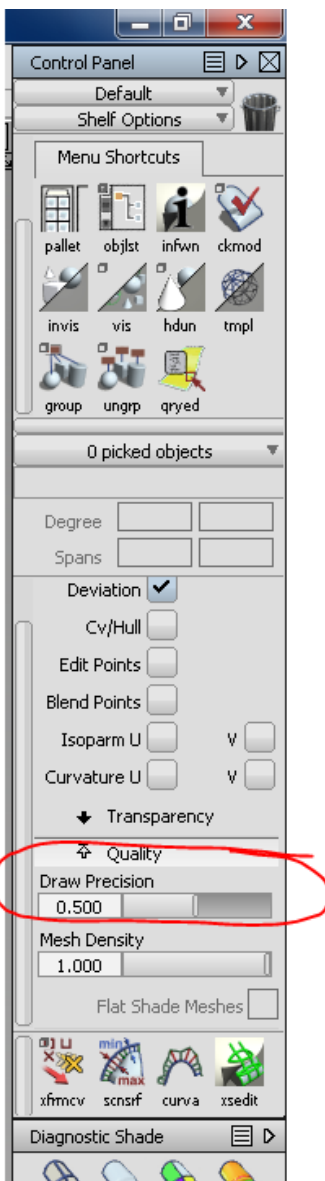 Control Panel
Default
Shelf Options
Menu Shortcuts
pallet objlst infwn ckmod
invis vis hdun tmpl
group ungrp qryed
0 picked objects
Degree
Spans
Deviation
Cv/Hull
Edit Points
Blend Points
Isoparm U V
Curvature U V
Transparency
Quality
Draw Precision
0.500
Mesh Density
1.000
Flat Shade Meshes
min
max
xfrmcv scnsrf curva xsedit
Diagnostic Shade